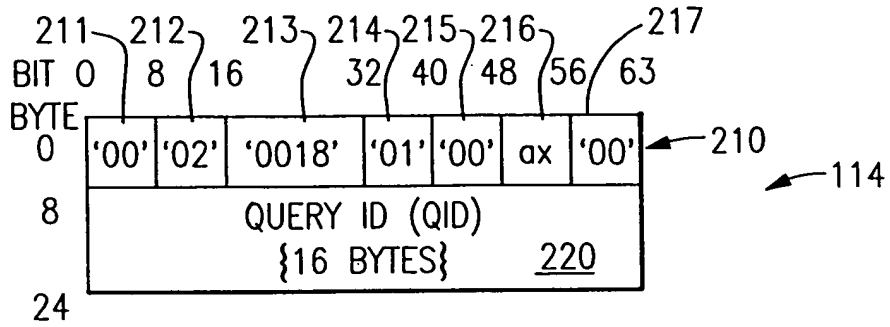 211 212 213 214 215 216 217
BIT 0 8 16 32 40 48 56 63
BYTE
0 '00' '02' '0018' '01' '00' ax '00' 210
114
8 QUERY ID (QID)
{16 BYTES} 220
24